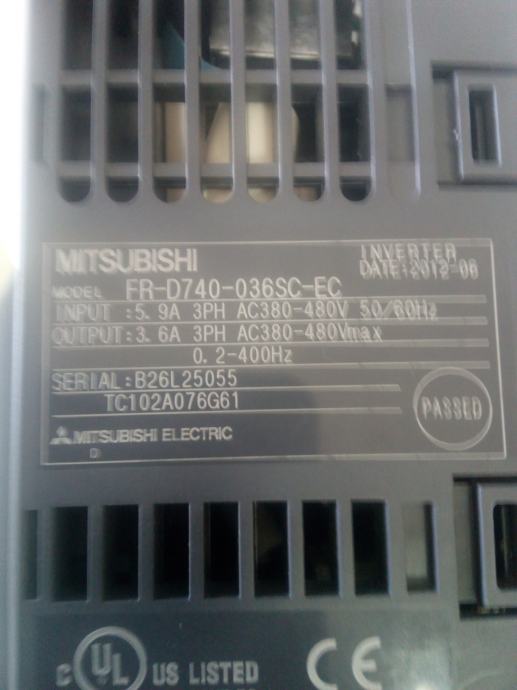 MITSUBISHI
INVERTER
DATE:2012-06
MODEL FR-D740-036SC-EC
INPUT :5.9A 3PH AC380-480V 50/60Hz
OUTPUT:3.6A 3PH AC380-480Vmax
0.2-400Hz
SERIAL:B26L25055
TC102A076G61
PASSED
MITSUBISHI ELECTRIC
D
C UL US LISTED
CE